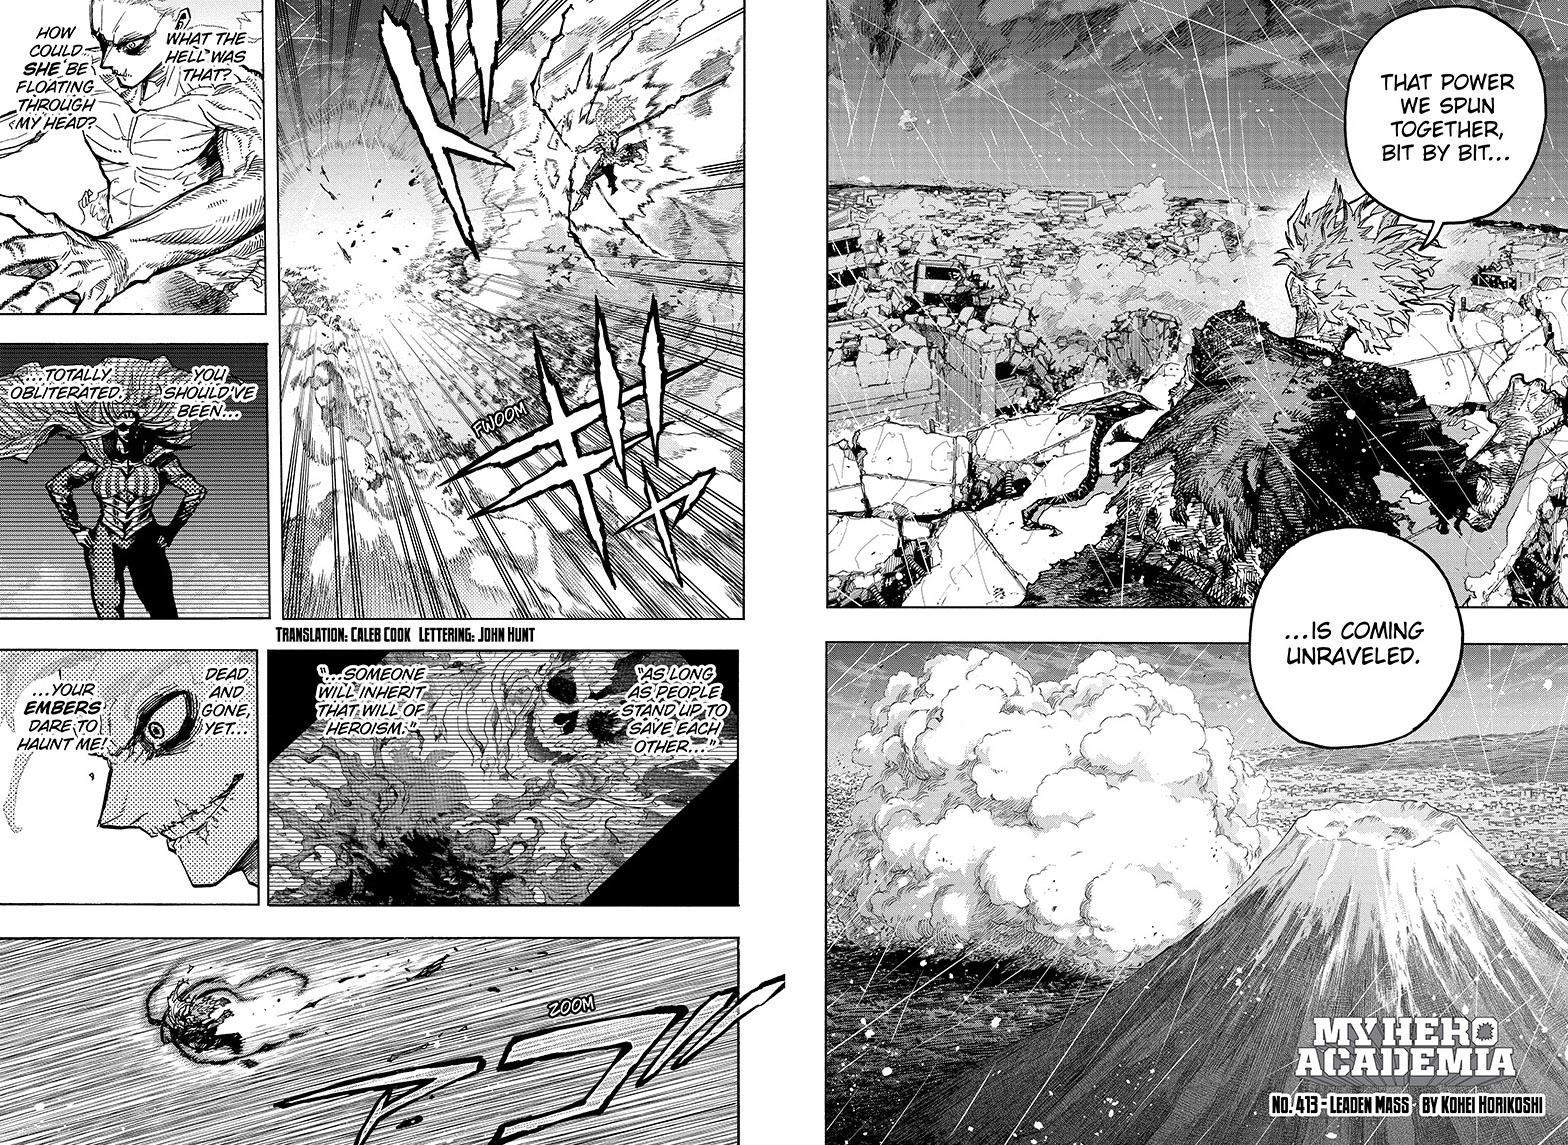 THAT POWER
WE SPUN
TOGETHER,
BIT BY BIT...
...IS COMING
UNRAVELED.
MY HERO
ACADEMIA
No. 413 - LEADEN MASS BY KOHEI HORIKOSHI
FWOOM
WHAT THE
HELL WAS
THAT?
HOW
COULD
SHE BE
FLOATING
THROUGH
MY HEAD?
YOU
SHOULD'VE
BEEN...
...TOTALLY
OBLITERATED.
TRANSLATION: CALEB COOK LETTERING: JOHN HUNT
"AS LONG
AS PEOPLE
STAND UP TO
SAVE EACH
OTHER..."
"...SOMEONE
WILL INHERIT
THAT WILL OF
HEROISM."
DEAD
AND
GONE,
YET...
...YOUR
EMBERS
DARE TO
HAUNT ME!
ZOOM